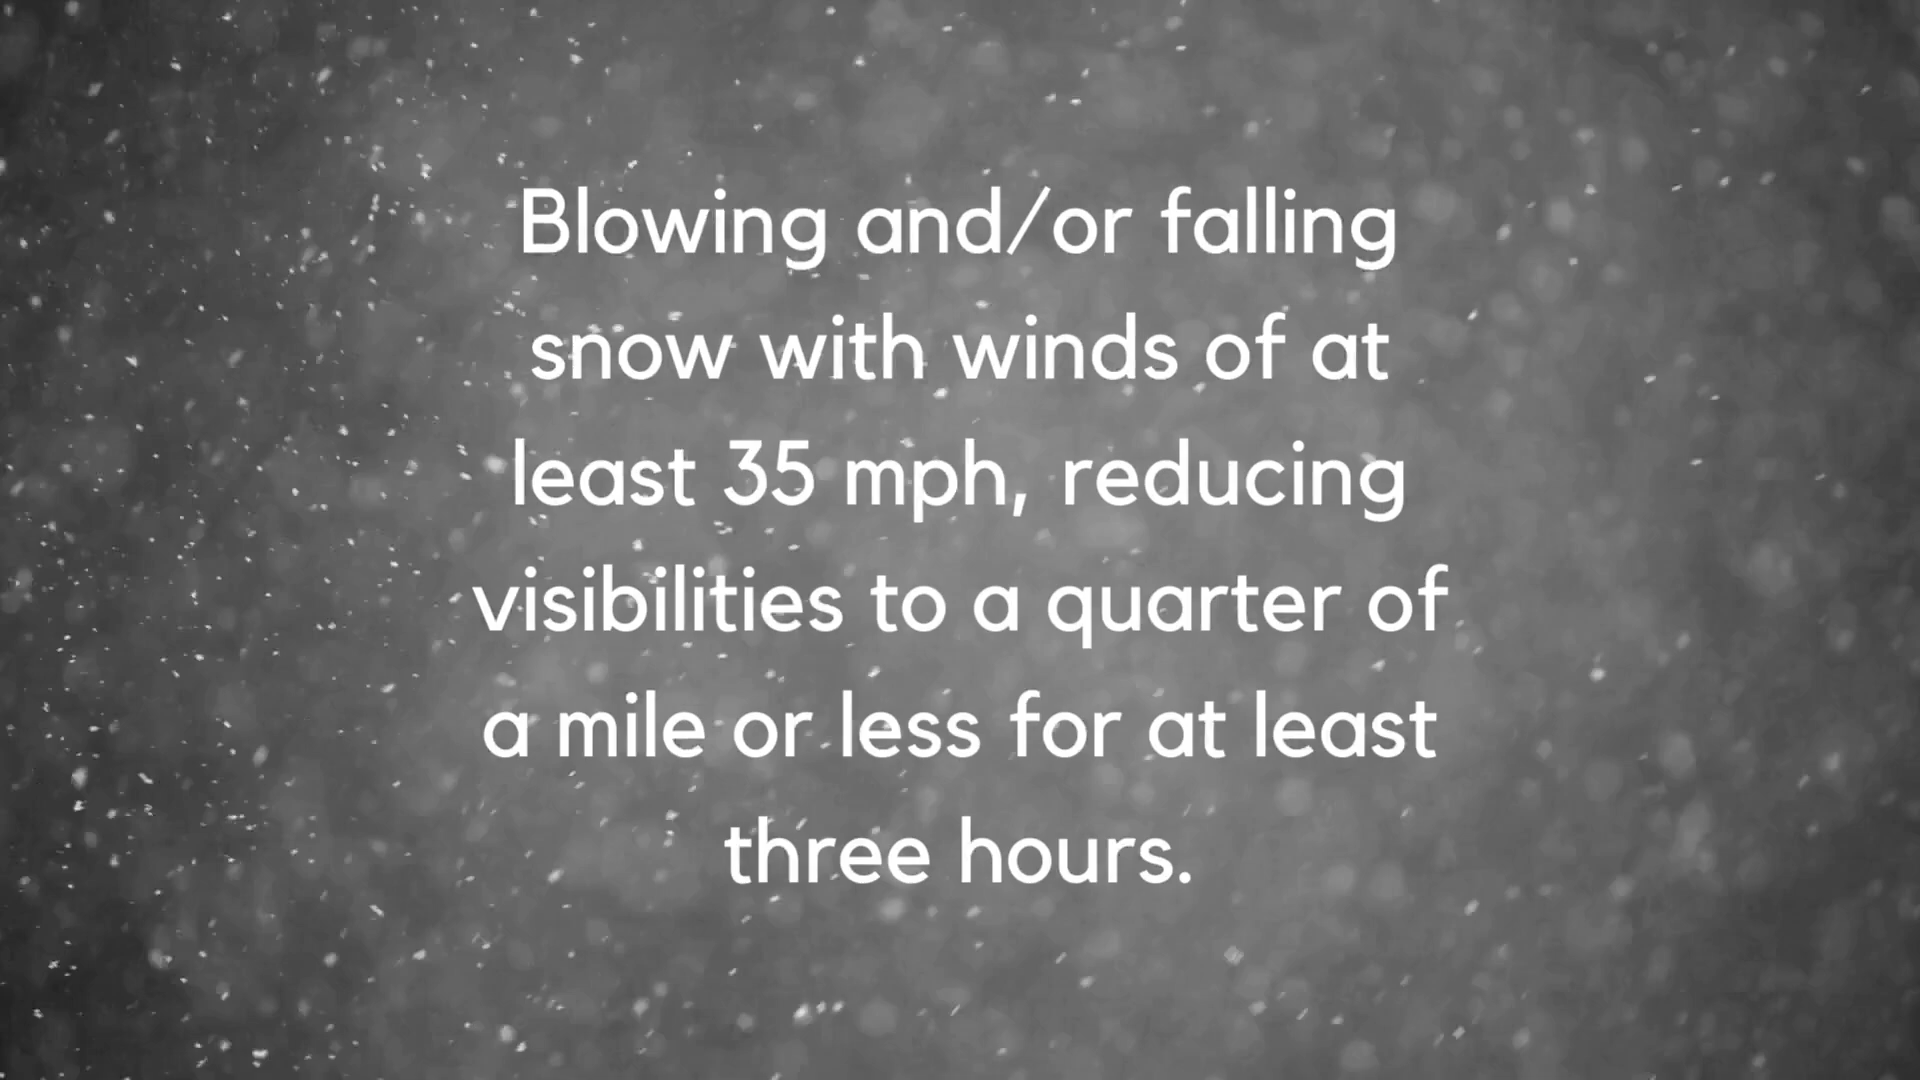 Blowing and/or falling
snow with winds of at
least 35 mph, reducing
visibilities to a quarter of
a mile or less for at least
three hours.